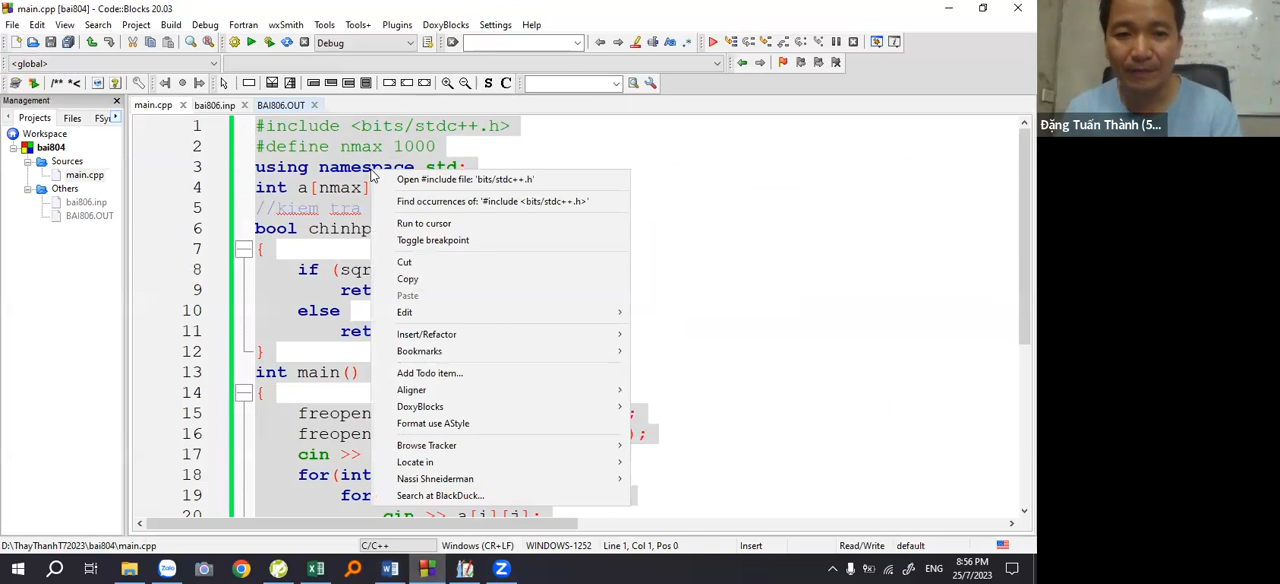 main.cpp (bai804) - Code::Blocks 20.03
File Edit View Search Project Build Debug Fortran wxSmith Tools Tools+ Plugins DoxyBlocks Settings Help
Debug
<global>
/** *<
S C
Management
main.cpp
bai806.inp
BAI806.OUT
Projects Files FSy
Workspace
bai804
Sources
main.cpp
Others
bai806.inp
BAI806.OUT
1 #include <bits/stdc++.h>
2 #define nmax 1000
3 using namespace std;
4 int a[nmax]
5 //kiem tra
6 bool chinhp
7 {
8 if (sqr
9 ret
10 else
11 ret
12 }
13 int main()
14 {
15 freopen ;
16 freopen );
17 cin >>
18 for(int
19 for
20 cin >> a[i][j];
Open #include file: 'bits/stdc++.h'
Find occurrences of: '#include <bits/stdc++.h>'
Run to cursor
Toggle breakpoint
Cut
Copy
Paste
Edit
Insert/Refactor
Bookmarks
Add Todo item...
Aligner
DoxyBlocks
Format use AStyle
Browse Tracker
Locate in
Nassi Shneiderman
Search at BlackDuck...
Đặng Tuấn Thành (5...
D:\ThayThanhT72023\bai804\main.cpp C/C++ Windows (CR+LF) WINDOWS-1252 Line 1, Col 1, Pos 0 Insert Read/Write default
Zalo
ENG
8:56 PM
25/7/2023